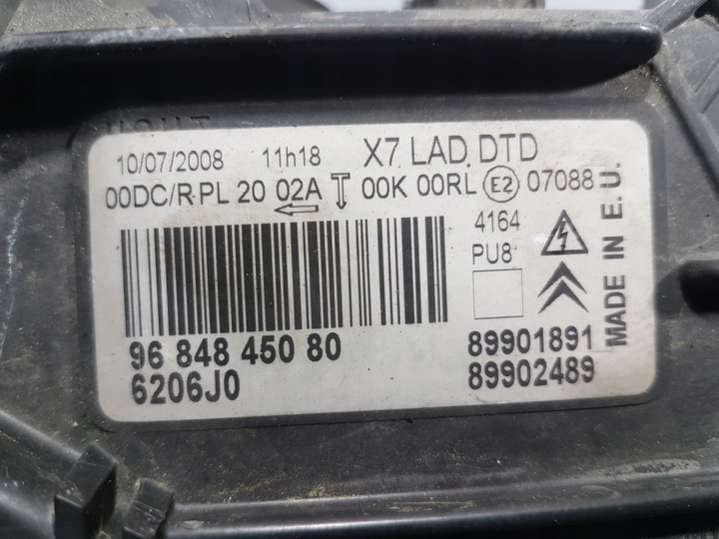 10/07/2008 11h18 X7 LAD DTD
00DC/R-PL 20 02A 00K 00RL E2 07088
4164
PU8
MADE IN E.U.
96 848 450 80
89901891
6206J0
89902489